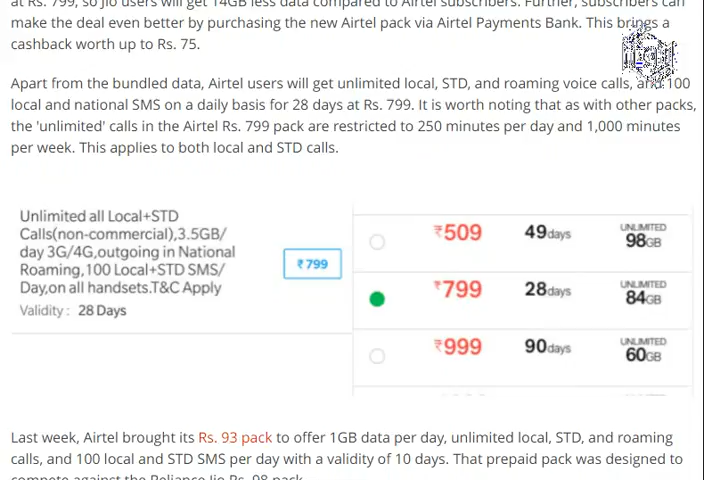 at Rs. 799, so Jio users will get 14GB less data compared to Airtel subscribers. Further, subscribers can
make the deal even better by purchasing the new Airtel pack via Airtel Payments Bank. This brings a
cashback worth up to Rs. 75.
Apart from the bundled data, Airtel users will get unlimited local, STD, and roaming voice calls, and 100
local and national SMS on a daily basis for 28 days at Rs. 799. It is worth noting that as with other packs,
the 'unlimited' calls in the Airtel Rs. 799 pack are restricted to 250 minutes per day and 1,000 minutes
per week. This applies to both local and STD calls.
Unlimited all Local+STD
Calls(non-commercial),3.5GB/
day 3G/4G,outgoing in National
Roaming,100 Local+STD SMS/
Day,on all handsets.T&C Apply
Validity : 28 Days
₹799
₹509 49days UNLIMITED 98GB
₹799 28days UNLIMITED 84GB
₹999 90days UNLIMITED 60GB
Last week, Airtel brought its Rs. 93 pack to offer 1GB data per day, unlimited local, STD, and roaming
calls, and 100 local and STD SMS per day with a validity of 10 days. That prepaid pack was designed to
compete against the Reliance Jio Rs. 98 pack.